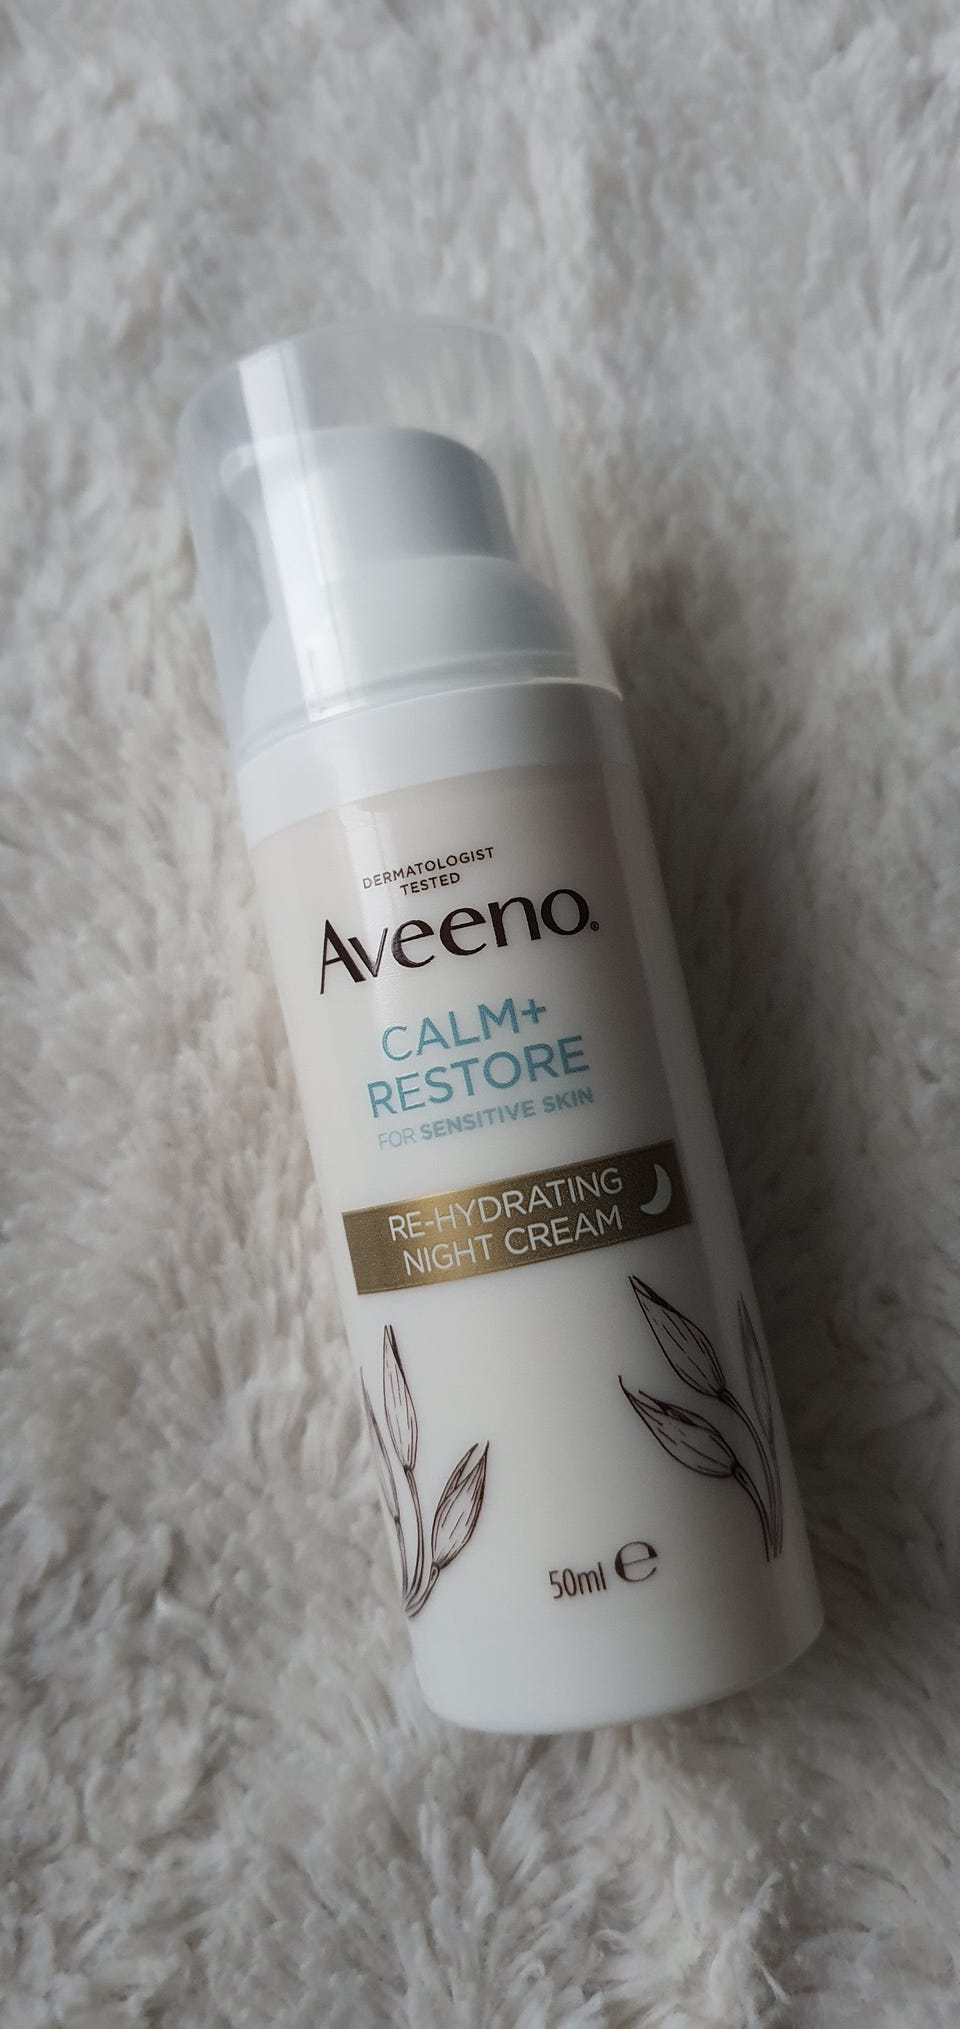 DERMATOLOGIST
TESTED
Aveeno®
CALM+
RESTORE
FOR SENSITIVE SKIN
RE-HYDRATING
NIGHT CREAM
50ml ℮